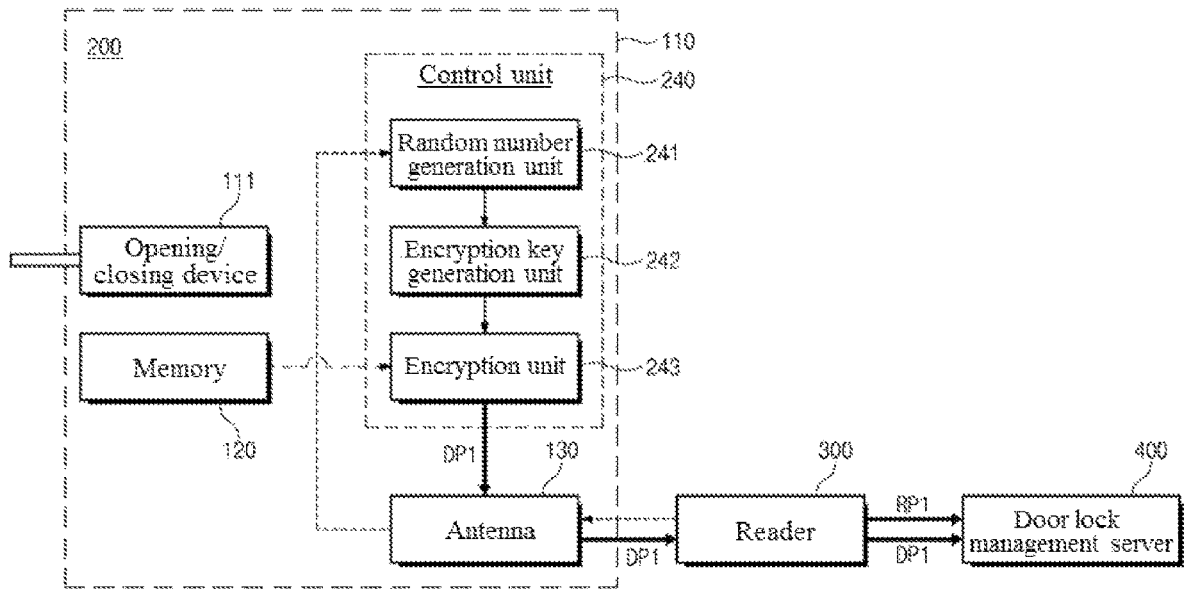 200
110
Control unit
240
Random number
generation unit
241
111
Opening/
closing device
Encryption key
generation unit
242
Memory
Encryption unit
243
120
DP1
130
300
400
Antenna
Reader
RP1
Door lock
management server
DP1
DP1